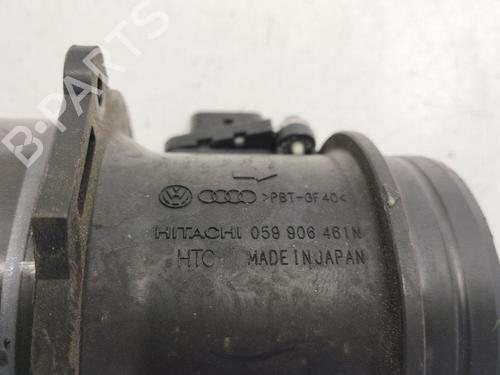 B-PARTS
>PBT-GF40<
HITACHI 059 906 461N
HTC MADE IN JAPAN